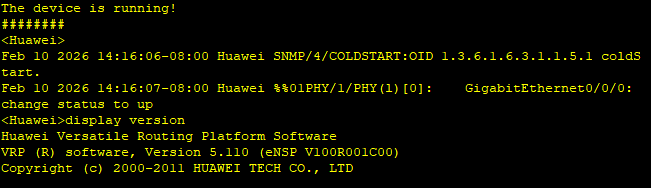 The device is running!
########
<Huawei>
Feb 10 2026 14:16:06-08:00 Huawei SNMP/4/COLDSTART:OID 1.3.6.1.6.3.1.1.5.1 coldS
tart.
Feb 10 2026 14:16:07-08:00 Huawei %%01PHY/1/PHY(l)[0]:    GigabitEthernet0/0/0:
change status to up
<Huawei>display version
Huawei Versatile Routing Platform Software
VRP (R) software, Version 5.110 (eNSP V100R001C00)
Copyright (c) 2000-2011 HUAWEI TECH CO., LTD